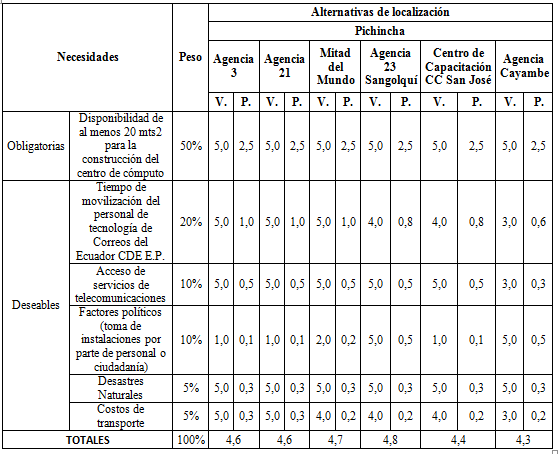 Necesidades
Peso
Alternativas de localización
Pichincha
Agencia
3
Agencia
21
Mitad
del
Mundo
Agencia
23
Sangolquí
Centro de
Capacitación
CC San José
Agencia
Cayambe
V. P. V. P. V. P. V. P. V. P. V. P.
Obligatorias
Disponibilidad de
al menos 20 mts2
para la
construcción del
centro de cómputo
50% 5,0 2,5 5,0 2,5 5,0 2,5 5,0 2,5 5,0 2,5 5,0 2,5
Deseables
Tiempo de
movilización del
personal de
tecnología de
Correos del
Ecuador CDE E.P.
20% 5,0 1,0 5,0 1,0 5,0 1,0 4,0 0,8 4,0 0,8 3,0 0,6
Acceso de
servicios de
telecomunicaciones
10% 5,0 0,5 5,0 0,5 5,0 0,5 5,0 0,5 5,0 0,5 3,0 0,3
Factores políticos
(toma de
instalaciones por
parte de personal o
ciudadanía)
10% 1,0 0,1 1,0 0,1 2,0 0,2 5,0 0,5 1,0 0,1 5,0 0,5
Desastres
Naturales
5% 5,0 0,3 5,0 0,3 5,0 0,3 5,0 0,3 5,0 0,3 5,0 0,3
Costos de
transporte
5% 5,0 0,3 5,0 0,3 4,0 0,2 4,0 0,2 4,0 0,2 3,0 0,2
TOTALES 100% 4,6 4,6 4,7 4,8 4,4 4,3